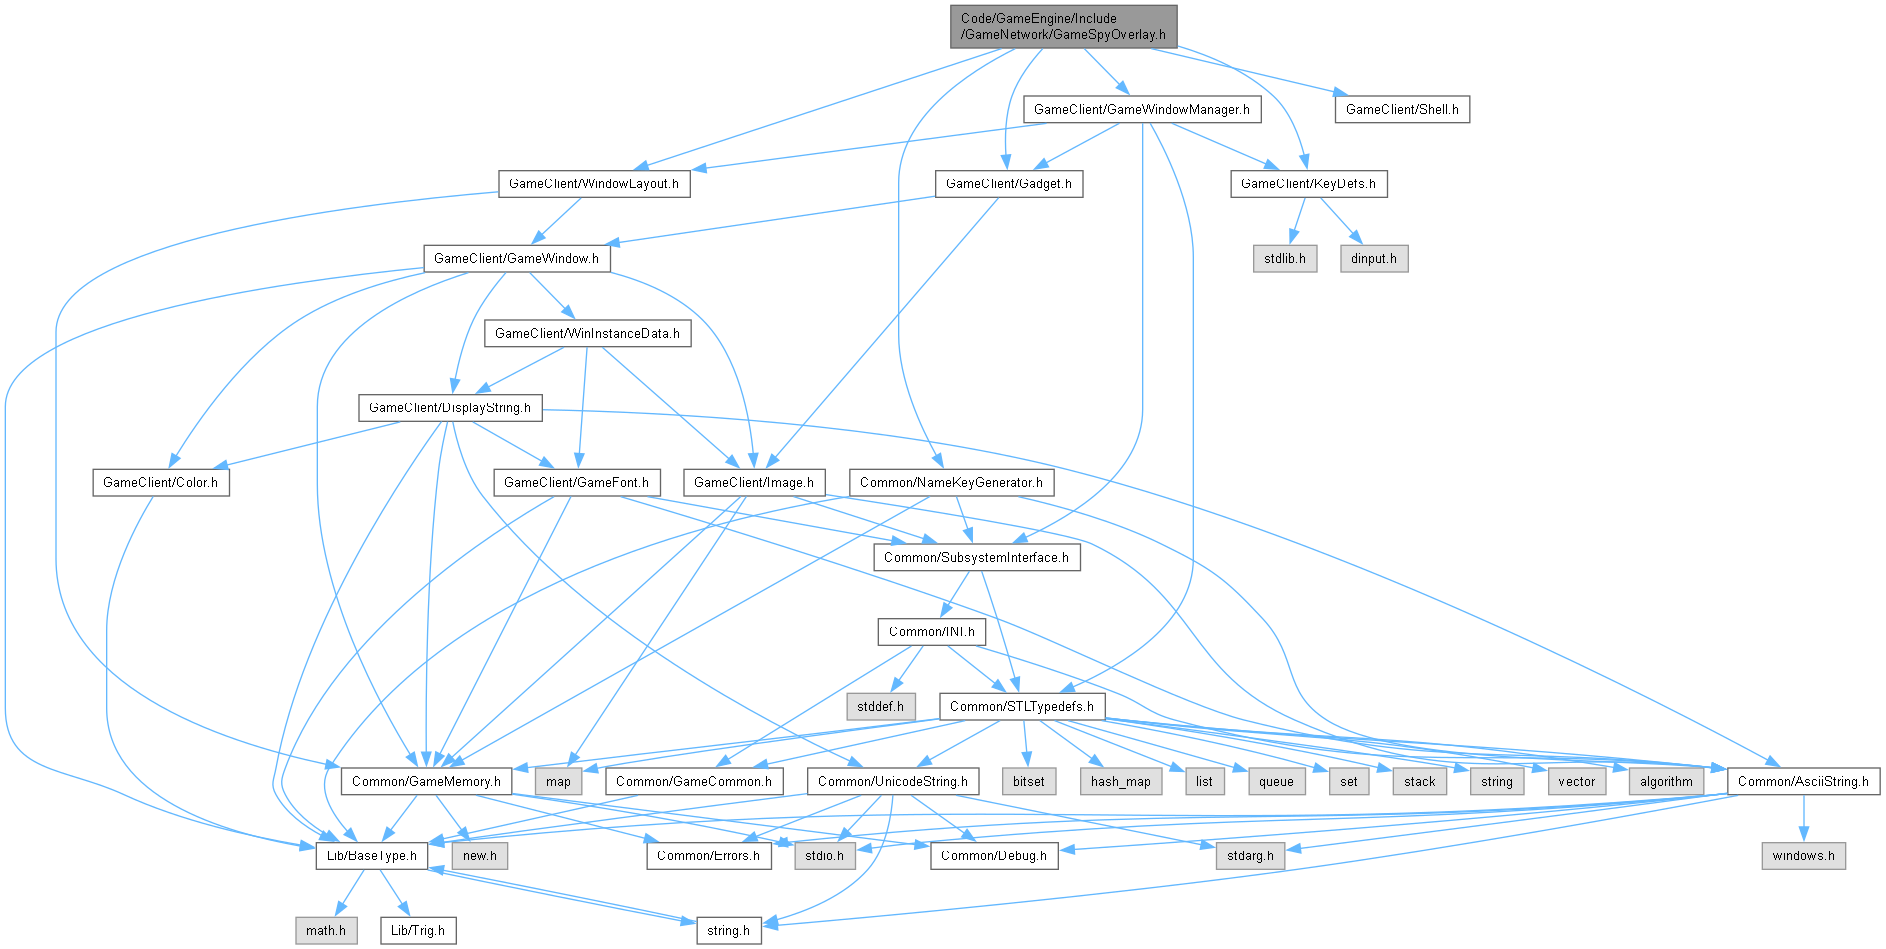 Code/GameEngine/Include
/GameNetwork/GameSpyOverlay.h
GameClient/GameWindowManager.h
GameClient/Shell.h
GameClient/WindowLayout.h
GameClient/Gadget.h
GameClient/KeyDefs.h
GameClient/GameWindow.h
stdlib.h
dinput.h
GameClient/WinInstanceData.h
GameClient/DisplayString.h
GameClient/Color.h
GameClient/GameFont.h
GameClient/Image.h
Common/NameKeyGenerator.h
Common/SubsystemInterface.h
Common/INI.h
stddef.h
Common/STLTypedefs.h
Common/GameMemory.h
map
Common/GameCommon.h
Common/UnicodeString.h
bitset
hash_map
list
queue
set
stack
string
vector
algorithm
Common/AsciiString.h
Lib/BaseType.h
new.h
Common/Errors.h
stdio.h
Common/Debug.h
stdarg.h
windows.h
math.h
Lib/Trig.h
string.h